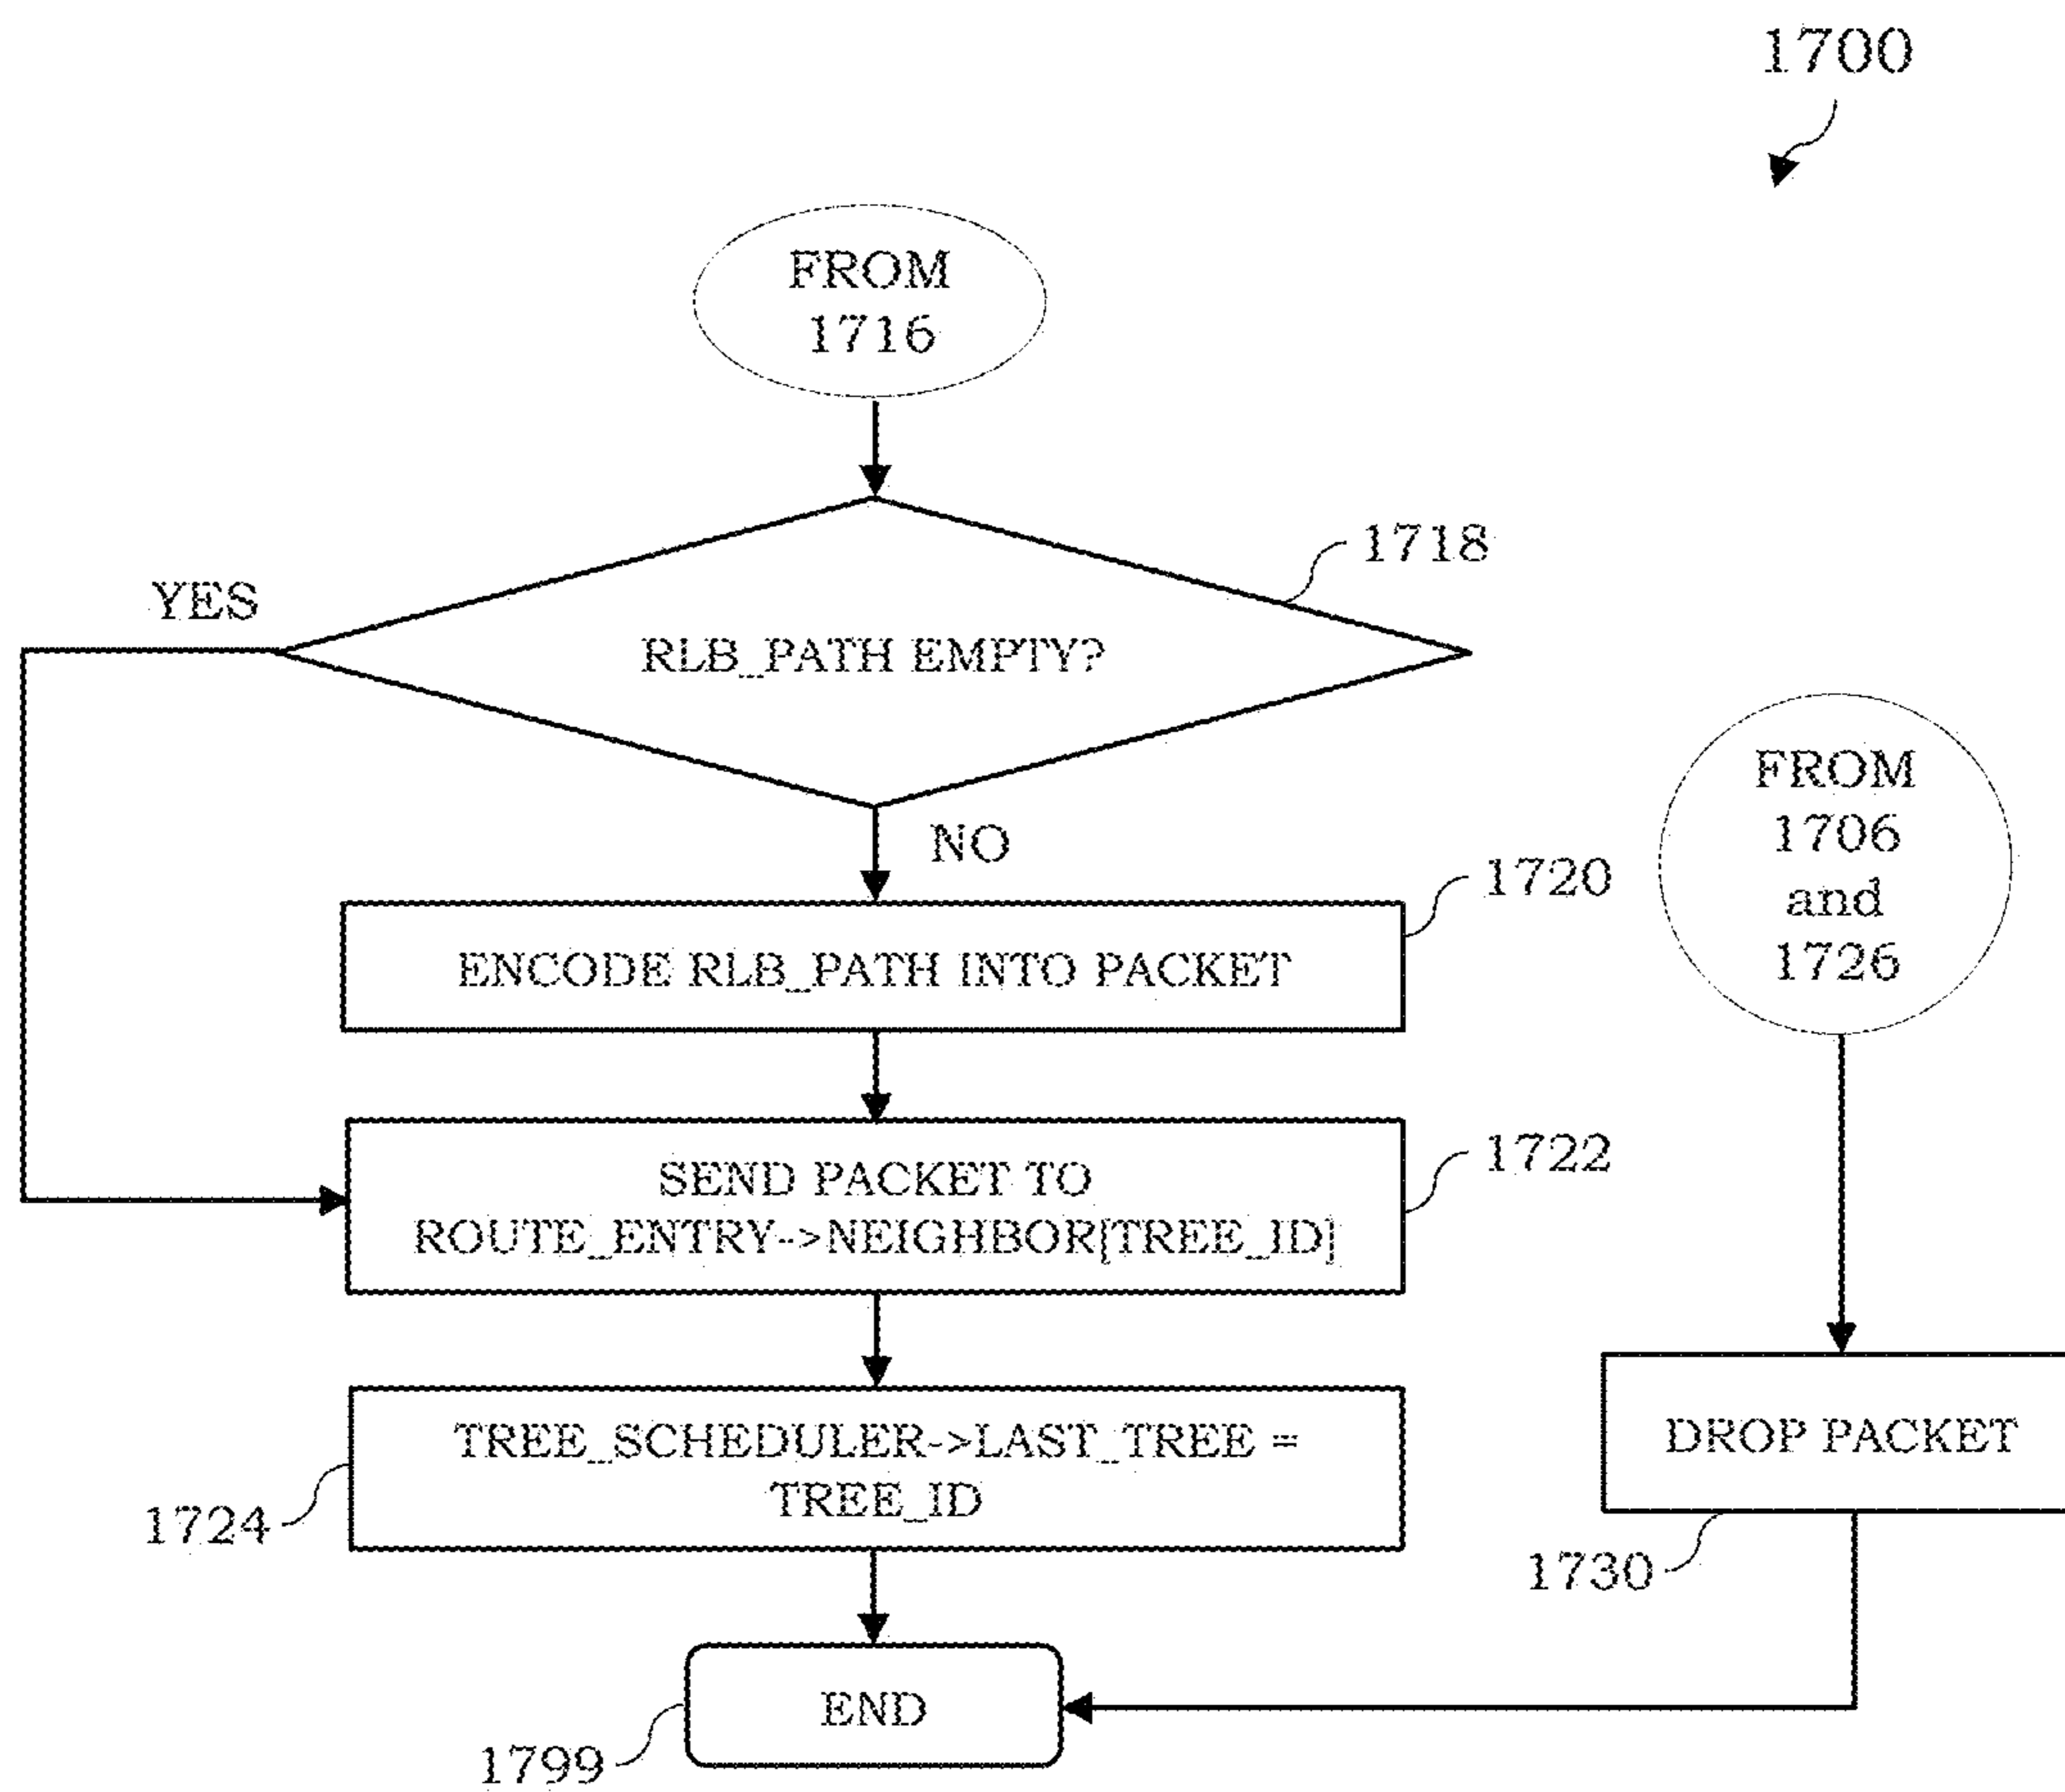 1700
FROM
1716
1718
YES
RLB_PATH EMPTY?
NO
FROM
1706
and
1726
1720
ENCODE RLB_PATH INTO PACKET
1722
SEND PACKET TO
ROUTE_ENTRY-->NEIGHBOR[TREE_ID]
TREE_SCHEDULER->LAST_TREE =
TREE_ID
1724
DROP PACKET
1730
END
1799